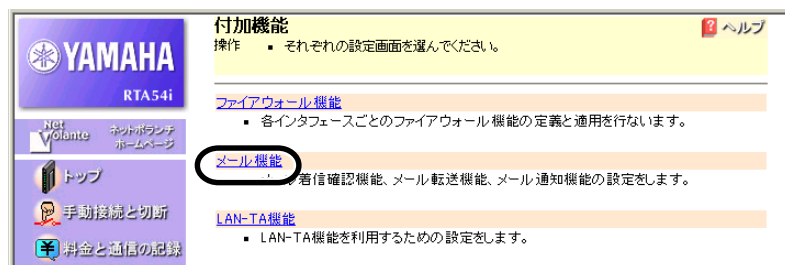 YAMAHA
RTA54i
Net Volante ネットボランチ ホームページ
トップ
手動接続と切断
料金と通信の記録
付加機能
ヘルプ
操作 ▪ それぞれの設定画面を選んでください。
ファイアウォール機能
▪ 各インタフェースごとのファイアウォール機能の定義と適用を行ないます。
メール機能
着信確認機能、メール転送機能、メール通知機能の設定をします。
LAN-TA機能
▪ LAN-TA機能を利用するための設定をします。